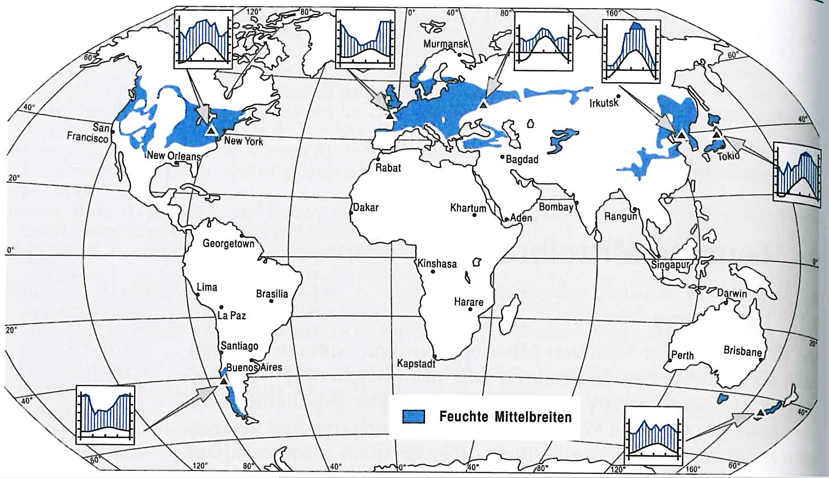 120°
80°
40°
0°
40°
80°
120°
160°
60°
60°
Murmansk
Irkutsk
40°
40°
San
Francisco
New York
New Orleans
Tokio
Bagdad
Rabat
20°
Dakar
Khartum
Aden
Bombay
Rangun
Georgetown
0°
0°
Kinshasa
Singapur
Lima
Brasilia
La Paz
Harare
Darwin
20°
20°
Santiago
Buenos Aires
Perth
Brisbane
Kapstadt
40°
40°
Feuchte Mittelbreiten
60°
120°
80°
40°
0°
40°
80°
120°
160°